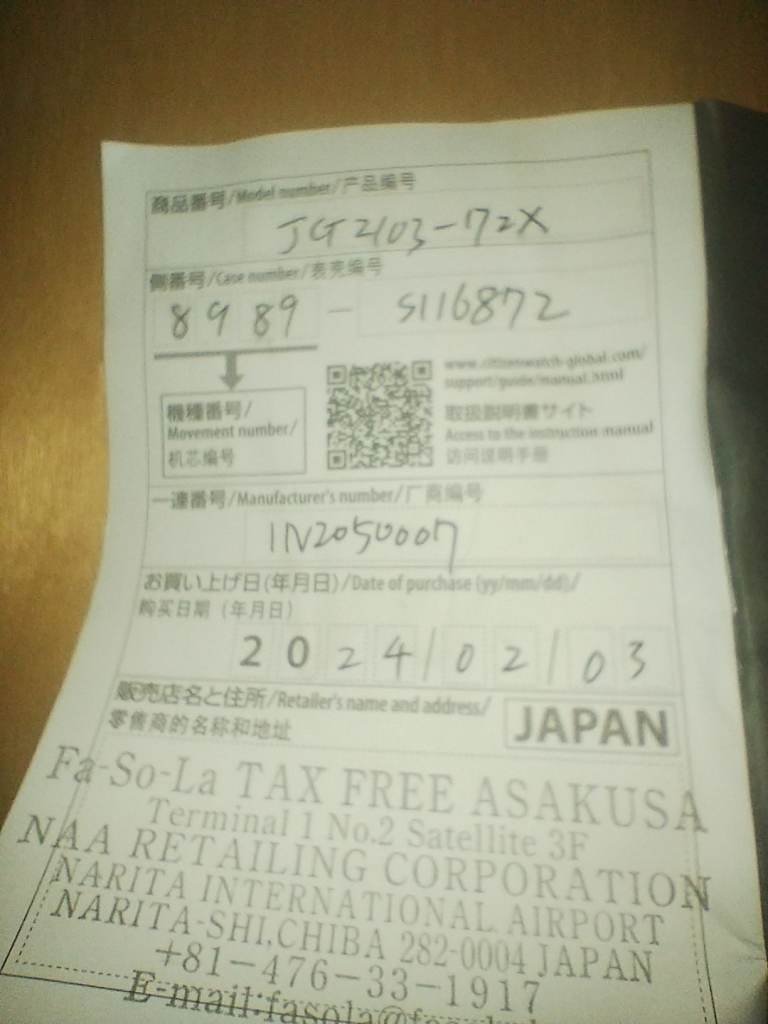 商品番号/Model number/产品编号
JG2103-72X
側番号/Case number/表壳编号
8989 - S116872
機種番号/
Movement number/
机芯编号
www.citizenwatch-global.com/
support/guide/manual.html
取扱説明書サイト
Access to the instruction manual
访问说明手册
一連番号/Manufacturer's number/厂商编号
1N2050007
お買い上げ日(年月日)/Date of purchase (yy/mm/dd)/
购买日期 (年月日)
2024/02/03
販売店名と住所/Retailer's name and address/
零售商的名称和地址
JAPAN
Fa-So-La TAX FREE ASAKUSA
Terminal 1 No.2 Satellite 3F
NAA RETAILING CORPORATION
NARITA INTERNATIONAL AIRPORT
NARITA-SHI,CHIBA 282-0004 JAPAN
+81-476-33-1917
E-mail:fasola@